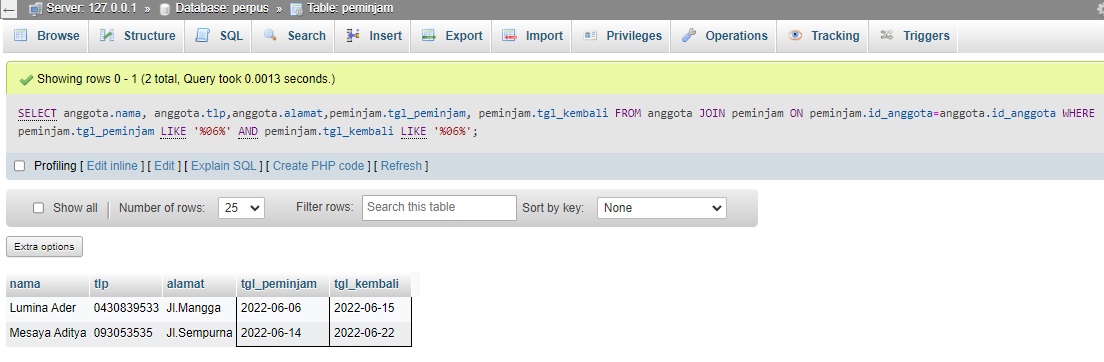 Server: 127.0.0.1 » Database: perpus » Table: peminjam
Browse Structure SQL Search Insert Export Import Privileges Operations Tracking Triggers
Showing rows 0 - 1 (2 total, Query took 0.0013 seconds.)
SELECT anggota.nama, anggota.tlp,anggota.alamat,peminjam.tgl_peminjam, peminjam.tgl_kembali FROM anggota JOIN peminjam ON peminjam.id_anggota=anggota.id_anggota WHERE
peminjam.tgl_peminjam LIKE '%06%' AND peminjam.tgl_kembali LIKE '%06%';
Profiling [ Edit inline ] [ Edit ] [ Explain SQL ] [ Create PHP code ] [ Refresh ]
Show all | Number of rows: 25 Filter rows: Search this table Sort by key: None
Extra options
nama tlp alamat tgl_peminjam tgl_kembali
Lumina Ader 0430839533 Jl.Mangga 2022-06-06 2022-06-15
Mesaya Aditya 093053535 Jl.Sempurna 2022-06-14 2022-06-22